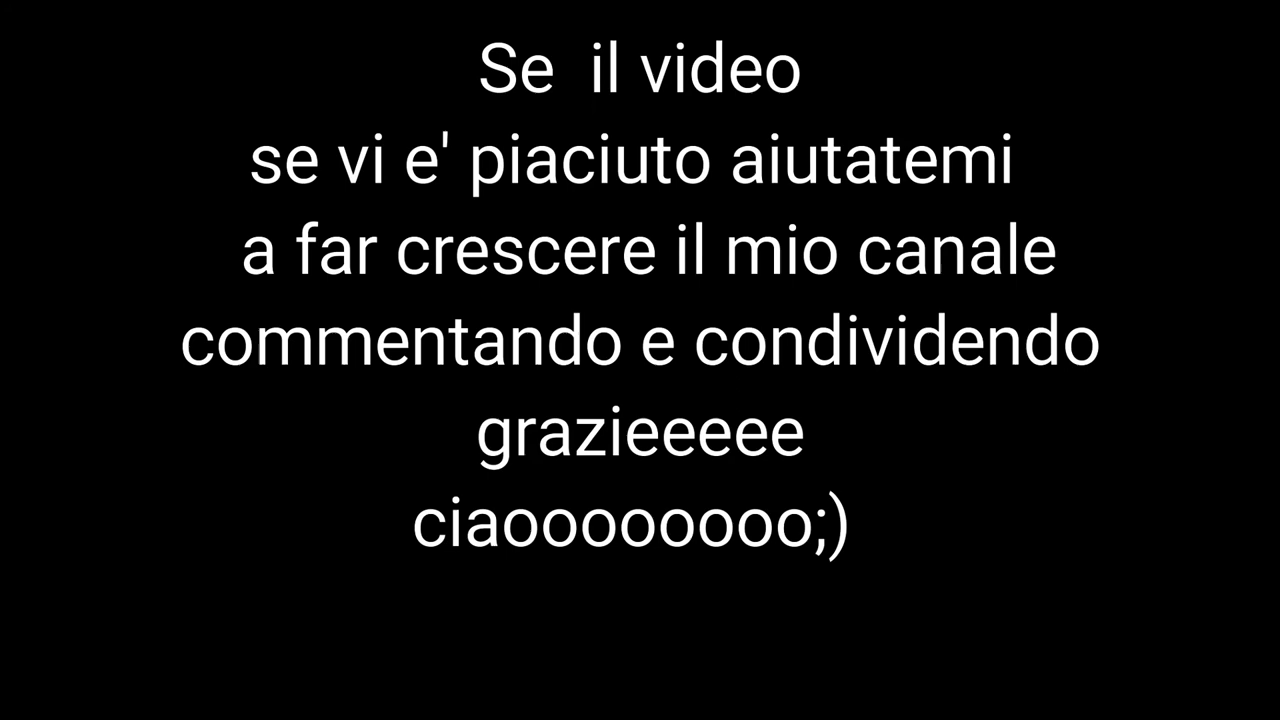 Se  il video
se vi e' piaciuto aiutatemi
a far crescere il mio canale
commentando e condividendo
grazieeeee
ciaoooooooo;)